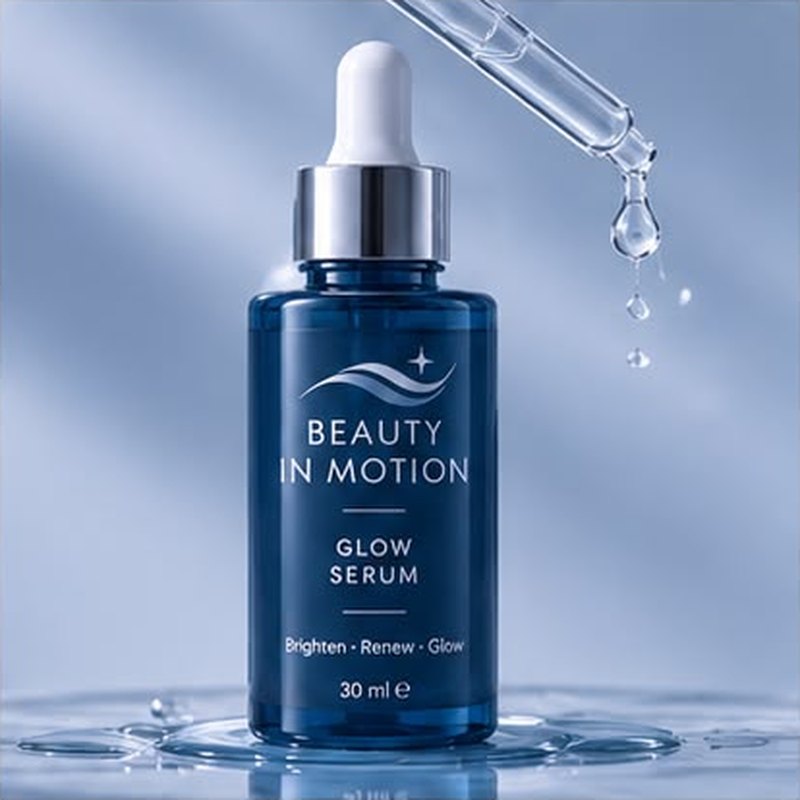 BEAUTY
IN MOTION
GLOW
SERUM
Brighten · Renew · Glow
30 ml ℮